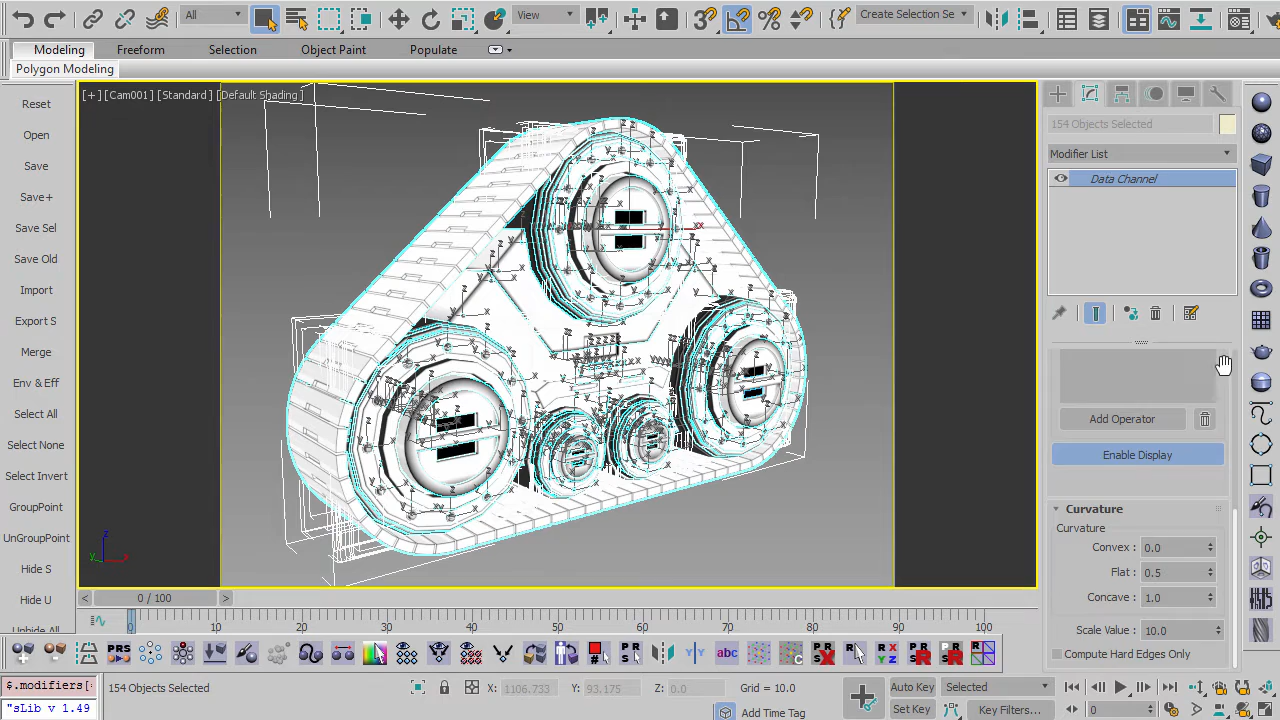 All
View
Create Selection Se
Modeling
Freeform
Selection
Object Paint
Populate
Polygon Modeling
Reset
Open
Save
Save+
Save Sel
Save Old
Import
Export S
Merge
Env & Eff
Select All
Select None
Select Invert
GroupPoint
UnGroupPoint
Hide S
Hide U
Unhide All
[+] [Cam001] [Standard] [Default Shading]
154 Objects Selected
Modifier List
Data Channel
Add Operator
Enable Display
Curvature
Curvature
Convex : 0.0
Flat : 0.5
Concave : 1.0
Scale Value : 10.0
Compute Hard Edges Only
< 0 / 100 >
0 10 20 30 40 50 60 70 80 90 100
PRS
abc
$.modifiers[:
"sLib v 1.49
154 Objects Selected
X: 1106.733
Y: 93.175
Z: 0.0
Grid = 10.0
Add Time Tag
Auto Key
Selected
Set Key
Key Filters...
0